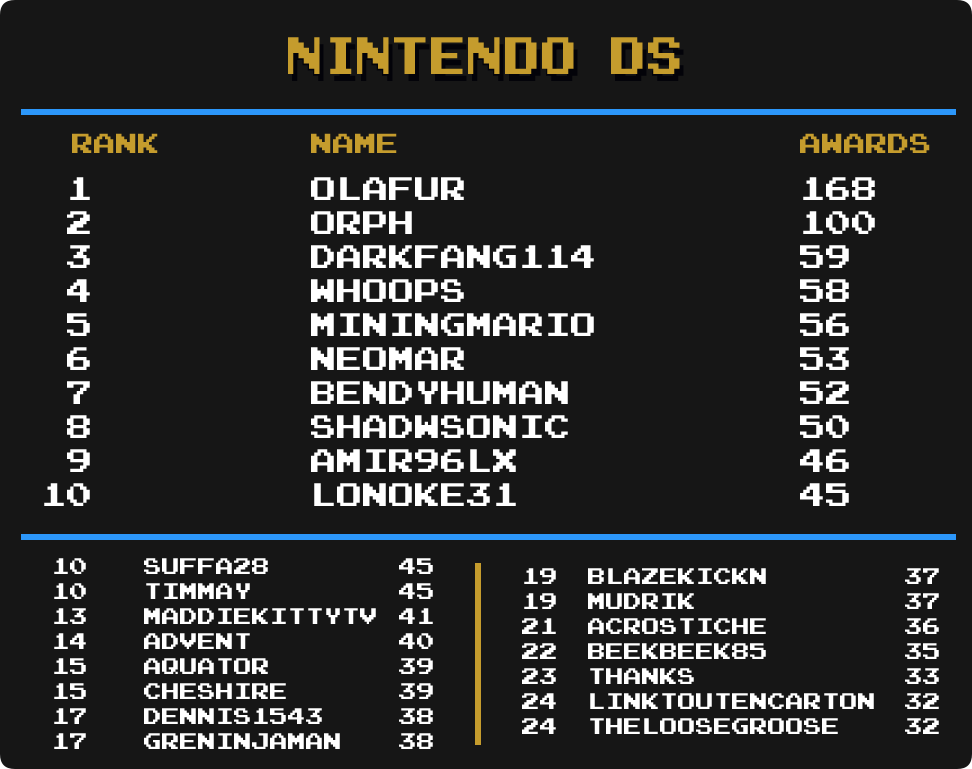 NINTENDO DS
RANK NAME AWARDS
1 OLAFUR 168
2 ORPH 100
3 DARKFANG114 59
4 WHOOPS 58
5 MININGMARIO 56
6 NEOMAR 53
7 BENDYHUMAN 52
8 SHADWSONIC 50
9 AMIR96LX 46
10 LONOKE31 45
10 SUFFA28 45
10 TIMMAY 45
13 MADDIEKITTYTV 41
14 ADVENT 40
15 AQUATOR 39
15 CHESHIRE 39
17 DENNIS1543 38
17 GRENINJAMAN 38
19 BLAZEKICKN 37
19 MUDRIK 37
21 ACROSTICHE 36
22 BEEKBEEK85 35
23 THANKS 33
24 LINKTOUTENCARTON 32
24 THELOOSEGROOSE 32